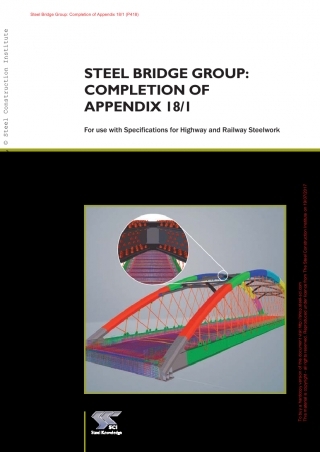 Steel Bridge Group: Completion of Appendix 18/1 (P418)
© Steel Construction Institute
STEEL BRIDGE GROUP:
COMPLETION OF
APPENDIX 18/1
For use with Specifications for Highway and Railway Steelwork
SCI
Steel Knowledge